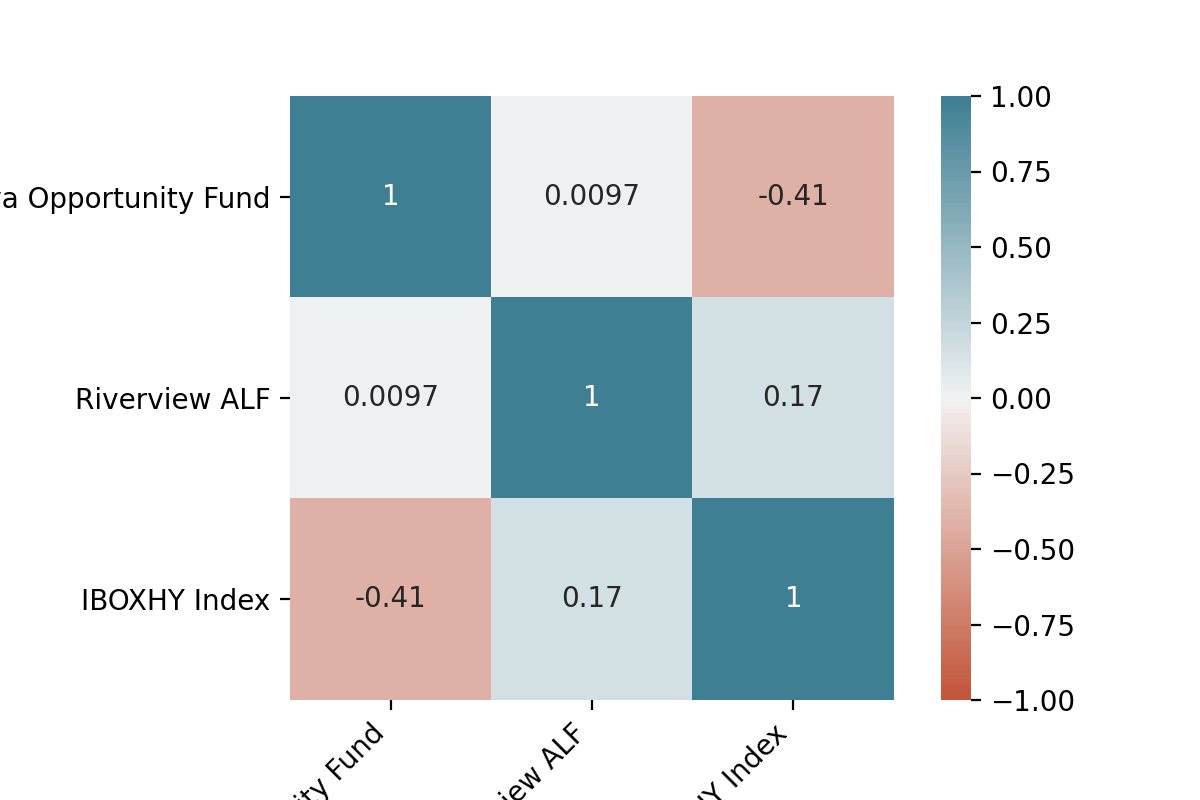 1.00
a Opportunity Fund 1 0.0097 -0.41
0.75
0.50
0.25
Riverview ALF 0.0097 1 0.17 0.00
−0.25
−0.50
IBOXHY Index -0.41 0.17 1
−0.75
−1.00
ity Fund
iew ALF
Y Index